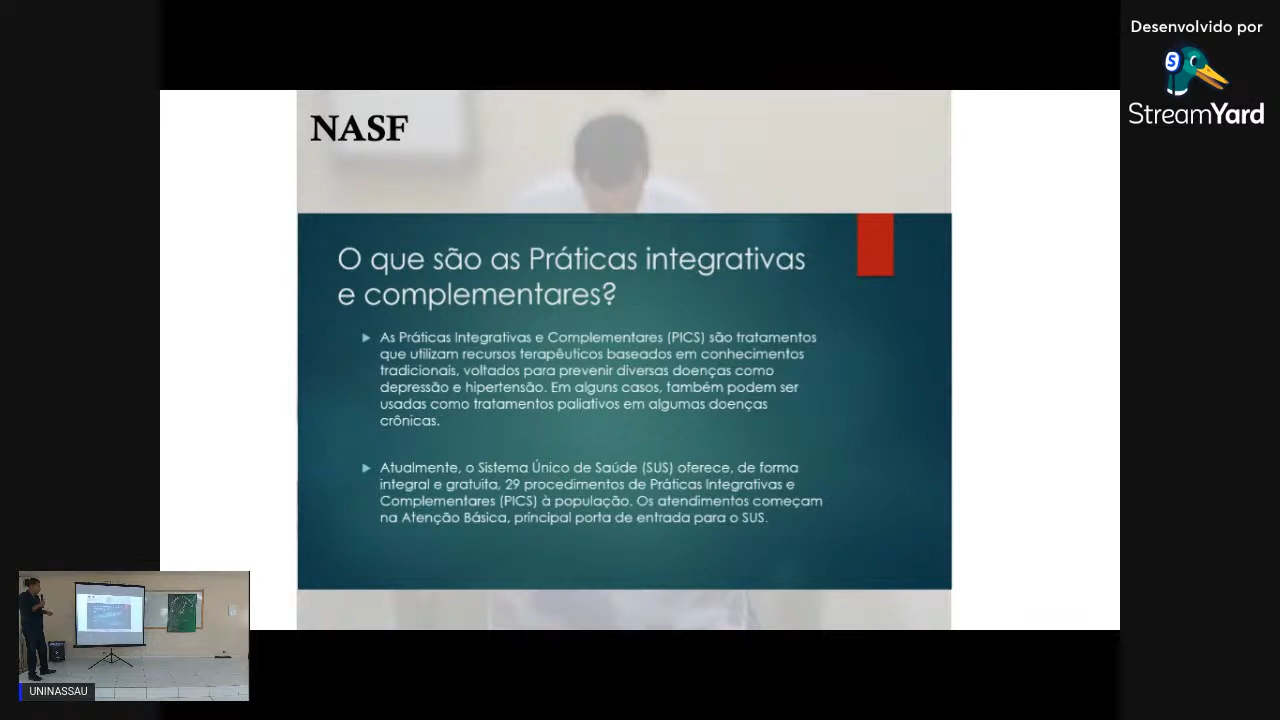 Desenvolvido por
StreamYard
NASF
O que são as Práticas integrativas
e complementares?
As Práticas Integrativas e Complementares (PICS) são tratamentos
que utilizam recursos terapêuticos baseados em conhecimentos
tradicionais, voltados para prevenir diversas doenças como
depressão e hipertensão. Em alguns casos, também podem ser
usadas como tratamentos paliativos em algumas doenças
crônicas.
Atualmente, o Sistema Único de Saúde (SUS) oferece, de forma
integral e gratuita, 29 procedimentos de Práticas Integrativas e
Complementares (PICS) à população. Os atendimentos começam
na Atenção Básica, principal porta de entrada para o SUS.
UNINASSAU